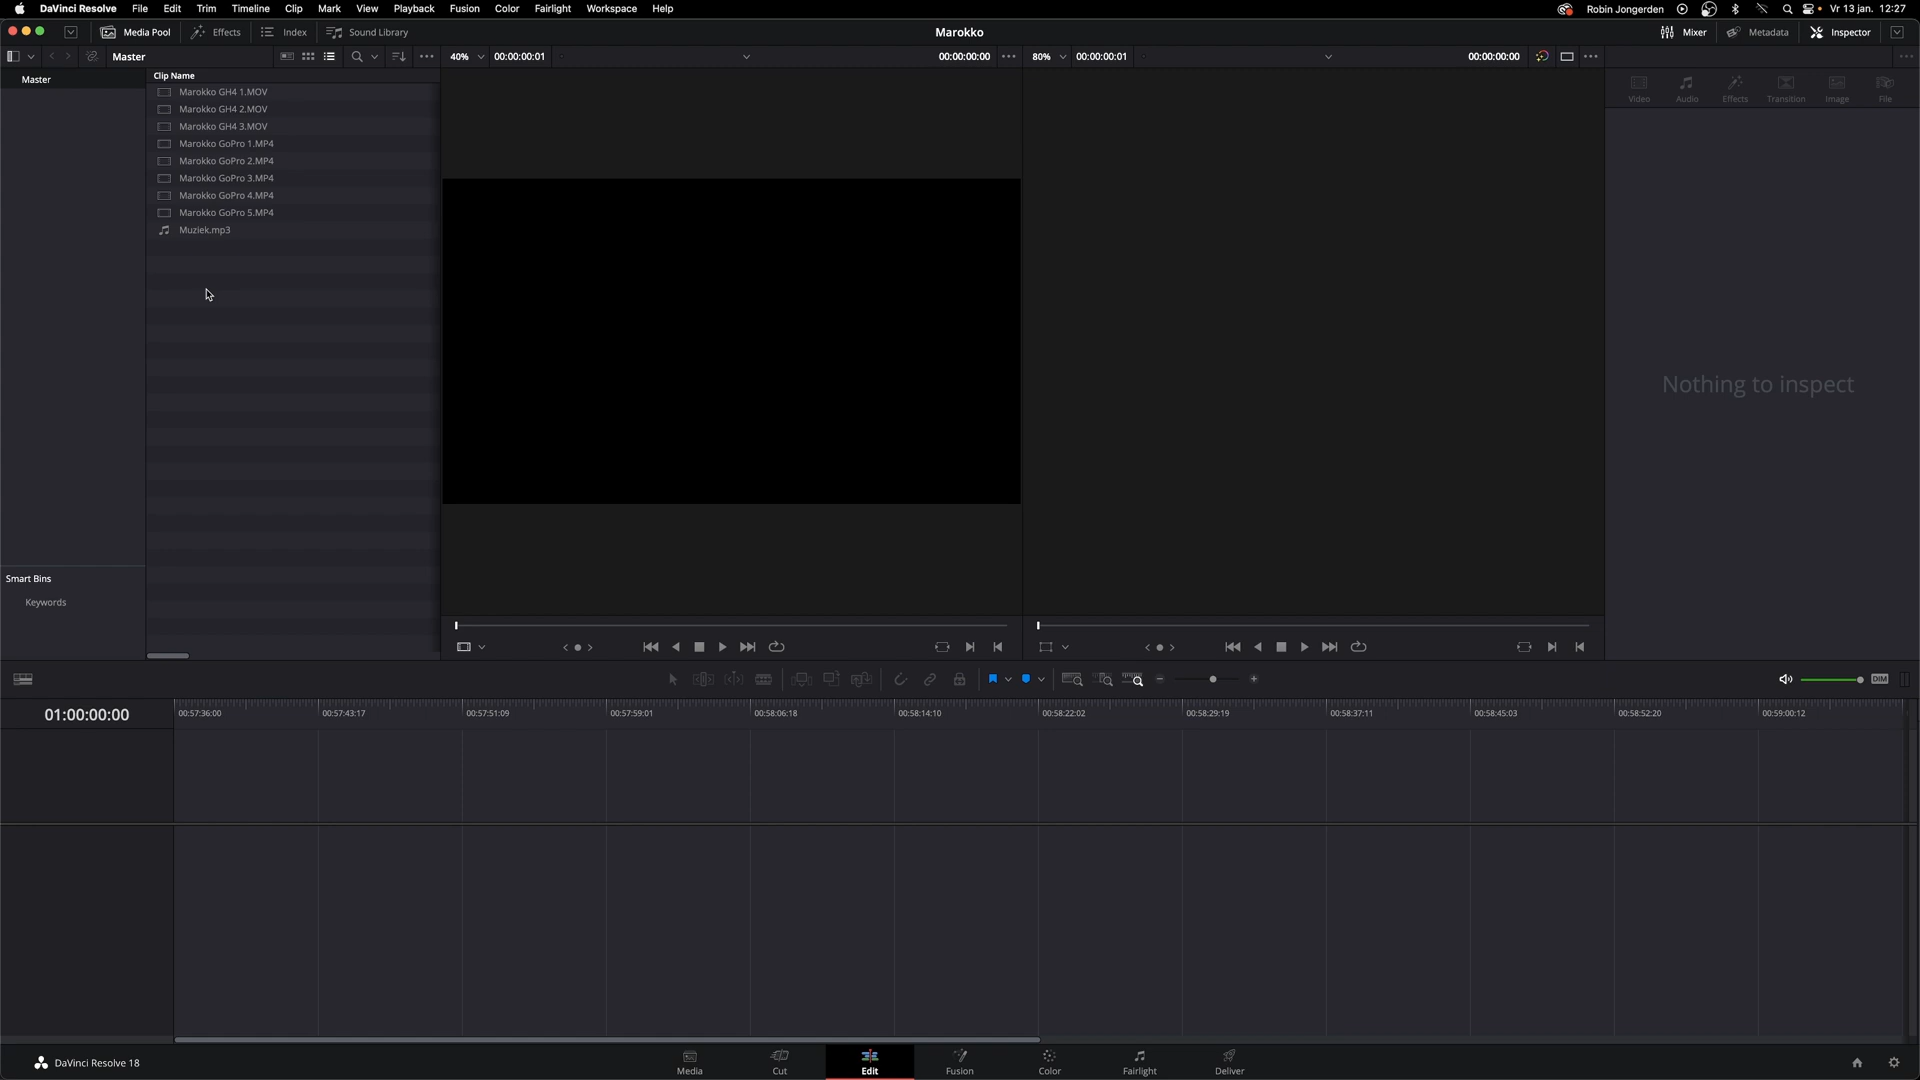 DaVinci Resolve File Edit Trim Timeline Clip Mark View Playback Fusion Color Fairlight Workspace Help Robin Jongerden Vr 13 jan. 12:27
Media Pool Effects Index Sound Library Marokko Mixer Metadata Inspector
Master 40% 00:00:00:01 00:00:00:00 80% 00:00:00:01 00:00:00:00
Master Clip Name
Marokko GH4 1.MOV
Marokko GH4 2.MOV
Marokko GH4 3.MOV
Marokko GoPro 1.MP4
Marokko GoPro 2.MP4
Marokko GoPro 3.MP4
Marokko GoPro 4.MP4
Marokko GoPro 5.MP4
Muziek.mp3
Video Audio Effects Transition Image File
Nothing to inspect
Smart Bins
Keywords
DIM
01:00:00:00 00:57:36:00 00:57:43:17 00:57:51:09 00:57:59:01 00:58:06:18 00:58:14:10 00:58:22:02 00:58:29:19 00:58:37:11 00:58:45:03 00:58:52:20 00:59:00:12
DaVinci Resolve 18 Media Cut Edit Fusion Color Fairlight Deliver